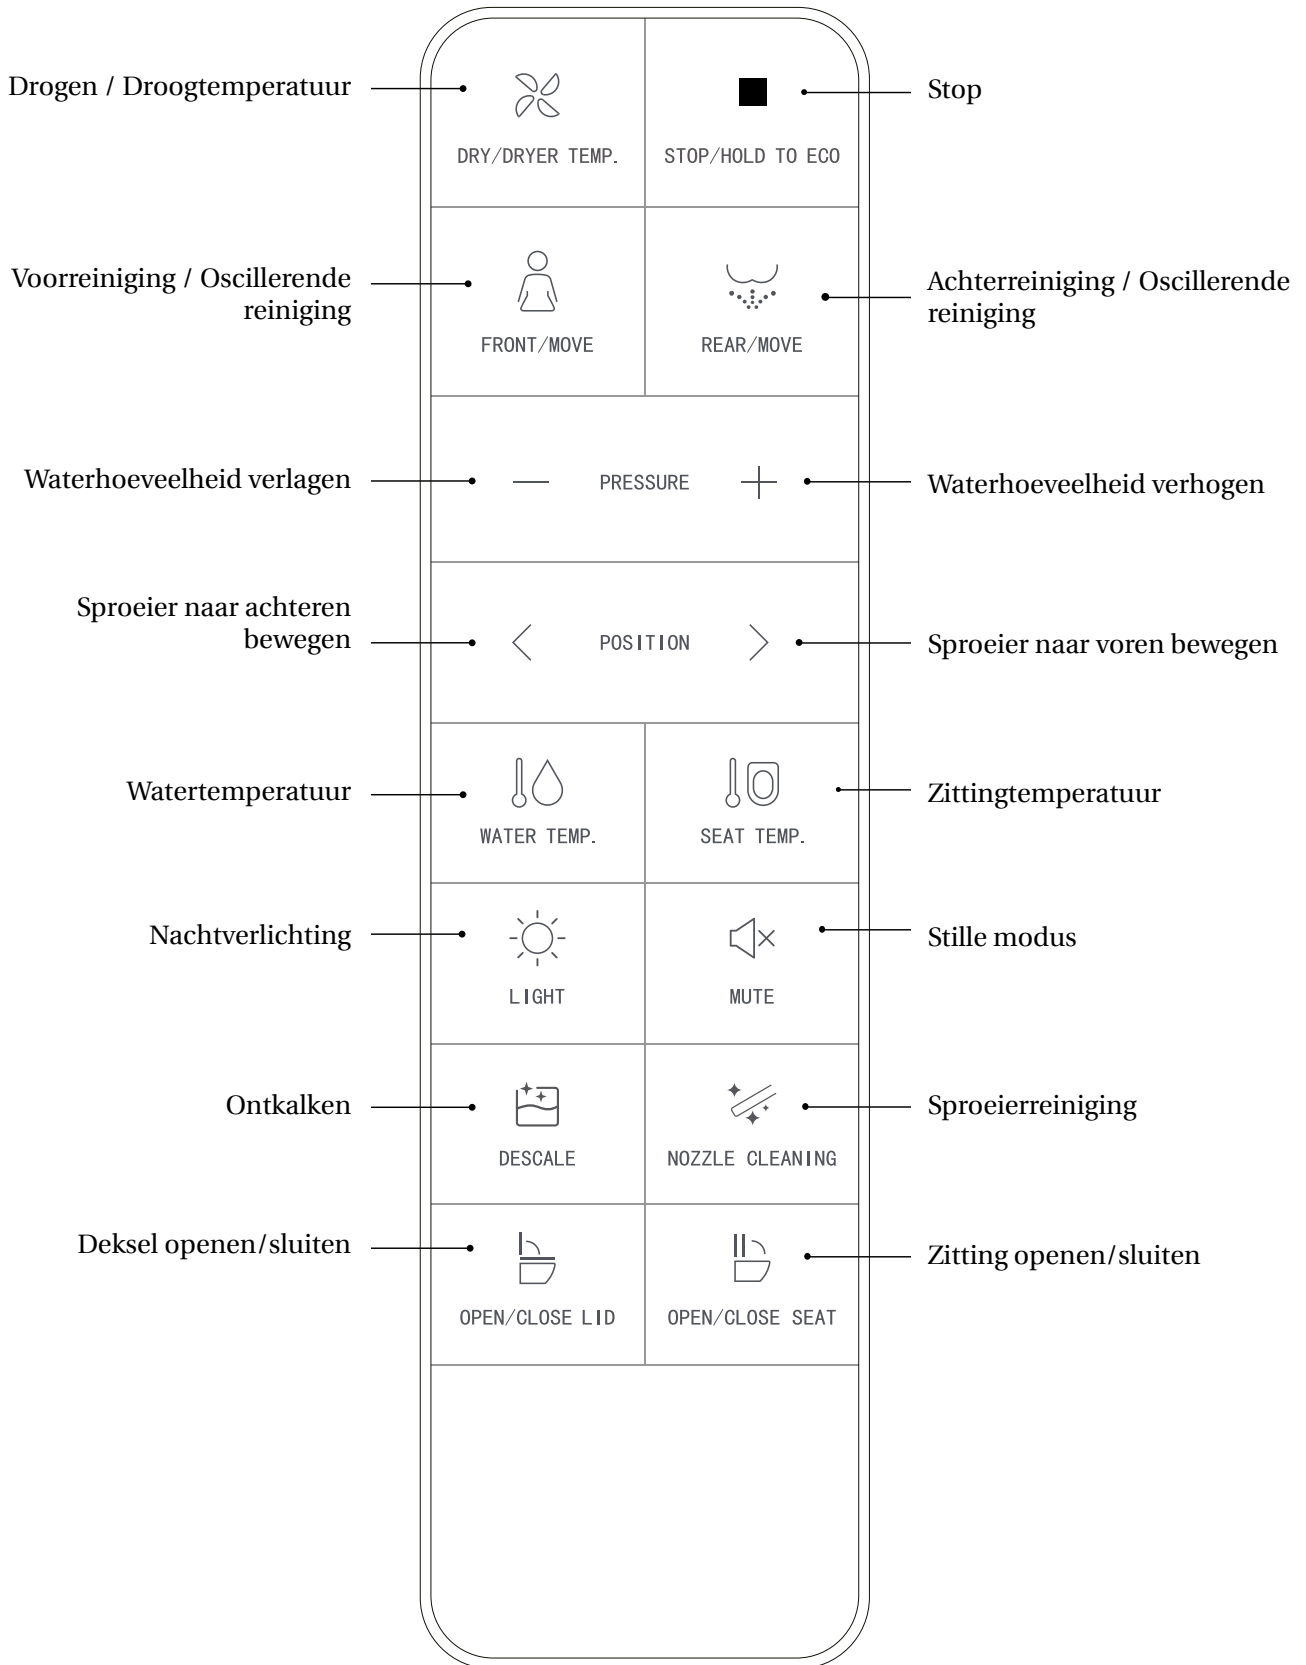 Drogen / Droogtemperatuur
Stop
DRY/DRYER TEMP.
STOP/HOLD TO ECO
Voorreiniging / Oscillerende
reiniging
Achterreiniging / Oscillerende
reiniging
FRONT/MOVE
REAR/MOVE
Waterhoeveelheid verlagen
PRESSURE
Waterhoeveelheid verhogen
Sproeier naar achteren
bewegen
POSITION
Sproeier naar voren bewegen
Watertemperatuur
Zittingtemperatuur
WATER TEMP.
SEAT TEMP.
Nachtverlichting
Stille modus
LIGHT
MUTE
Ontkalken
Sproeierreiniging
DESCALE
NOZZLE CLEANING
Deksel openen/sluiten
Zitting openen/sluiten
OPEN/CLOSE LID
OPEN/CLOSE SEAT